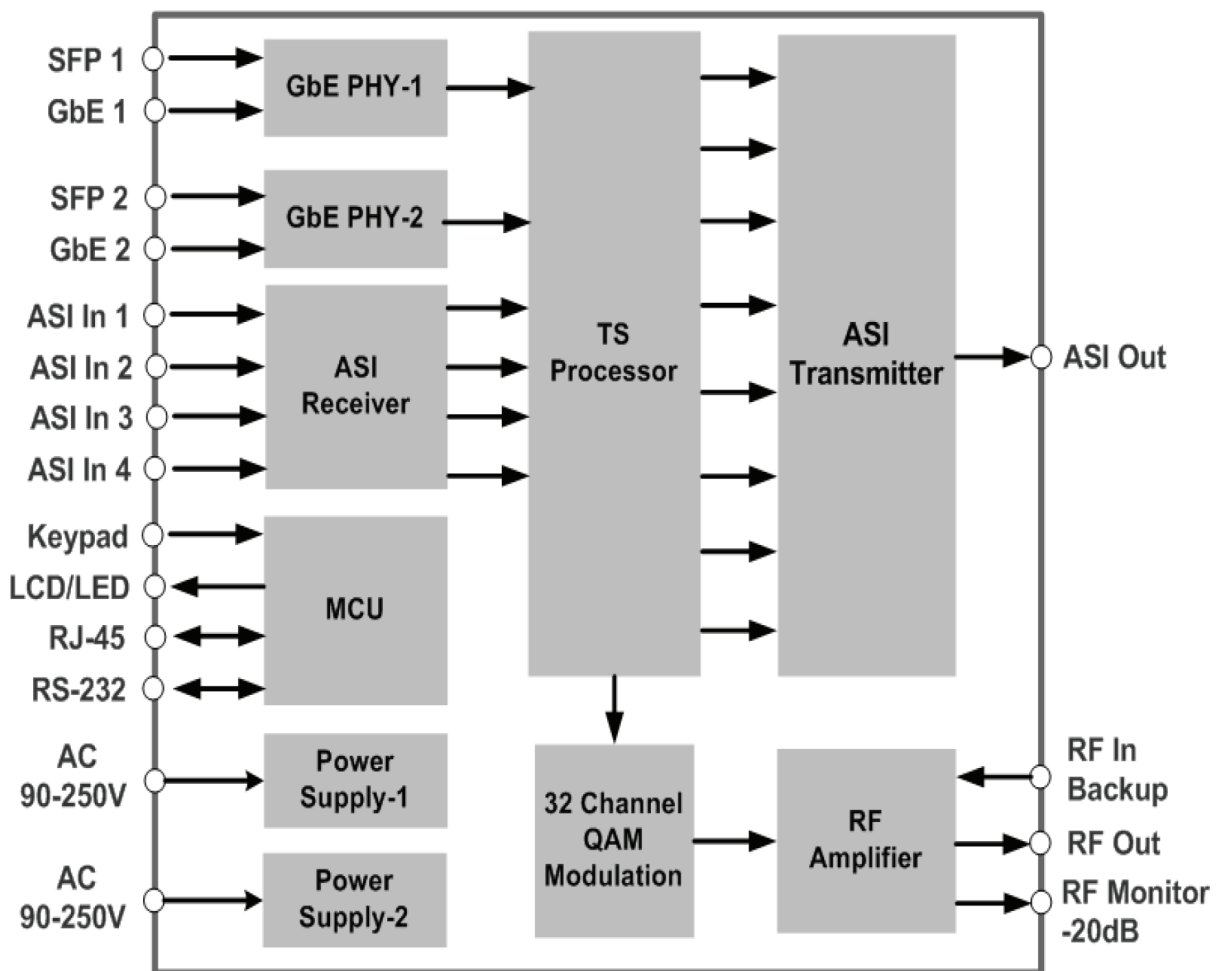 SFP 1
GbE 1
SFP 2
GbE 2
ASI In 1
ASI In 2
ASI In 3
ASI In 4
Keypad
LCD/LED
RJ-45
RS-232
AC
90-250V
AC
90-250V
GbE PHY-1
GbE PHY-2
ASI
Receiver
MCU
Power
Supply-1
Power
Supply-2
TS
Processor
32 Channel
QAM
Modulation
ASI
Transmitter
RF
Amplifier
ASI Out
RF In
Backup
RF Out
RF Monitor
-20dB